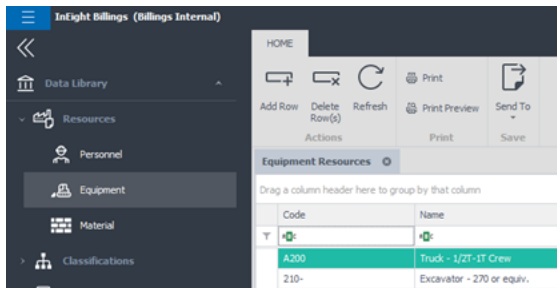 InEight Billings (Billings Internal)
HOME
Data Library
Add Row
Delete Row(s)
Refresh
Print
Print Preview
Send To
Actions
Print
Save
Resources
Personnel
Equipment
Material
Classifications
Equipment Resources
Drag a column header here to group by that column
Code Name
A200 Truck - 1/2T-1T Crew
210- Excavator - 270 or equiv.